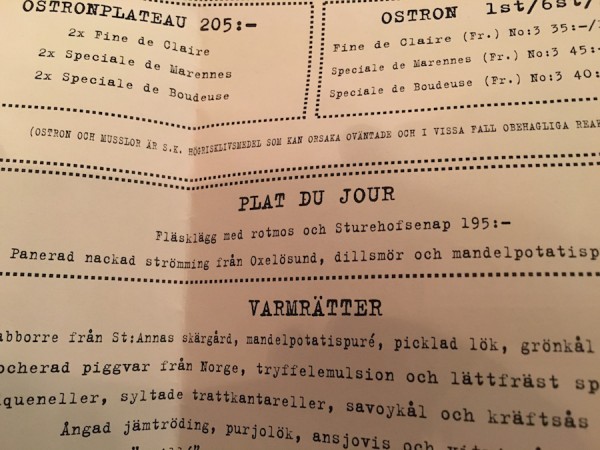 OSTRONPLATEAU 205:-
2x Fine de Claire
2x Speciale de Marennes
2x Speciale de Boudeuse
OSTRON 1st/6st/
Fine de Claire (Fr.) No:3 35:-/
Speciale de Marennes (Fr.) No:3 40:
Speciale de Boudeuse (Fr.) No:3 40:
(OSTRON OCH MUSSLOR ÄR S.K. HÖGRISKLIVSMEDEL SOM KAN ORSAKA OVÄNTADE OCH I VISSA FALL OBEHAGLIGA REA
PLAT DU JOUR
Fläsklägg med rotmos och Sturehofsenap 195:-
Panerad nackad strömming från Oxelösund, dillsmör och mandelpotatisp
VARMRÄTTER
abborre från St:Annas skärgård, mandelpotatispuré, picklad lök, grönkål
ocherad piggvar från Norge, tryffelemulsion och lättfräst sp
queneller, syltade trattkantareller, savoykål och kräftsås
Ångad jämtröding, purjolök, ansjovis och